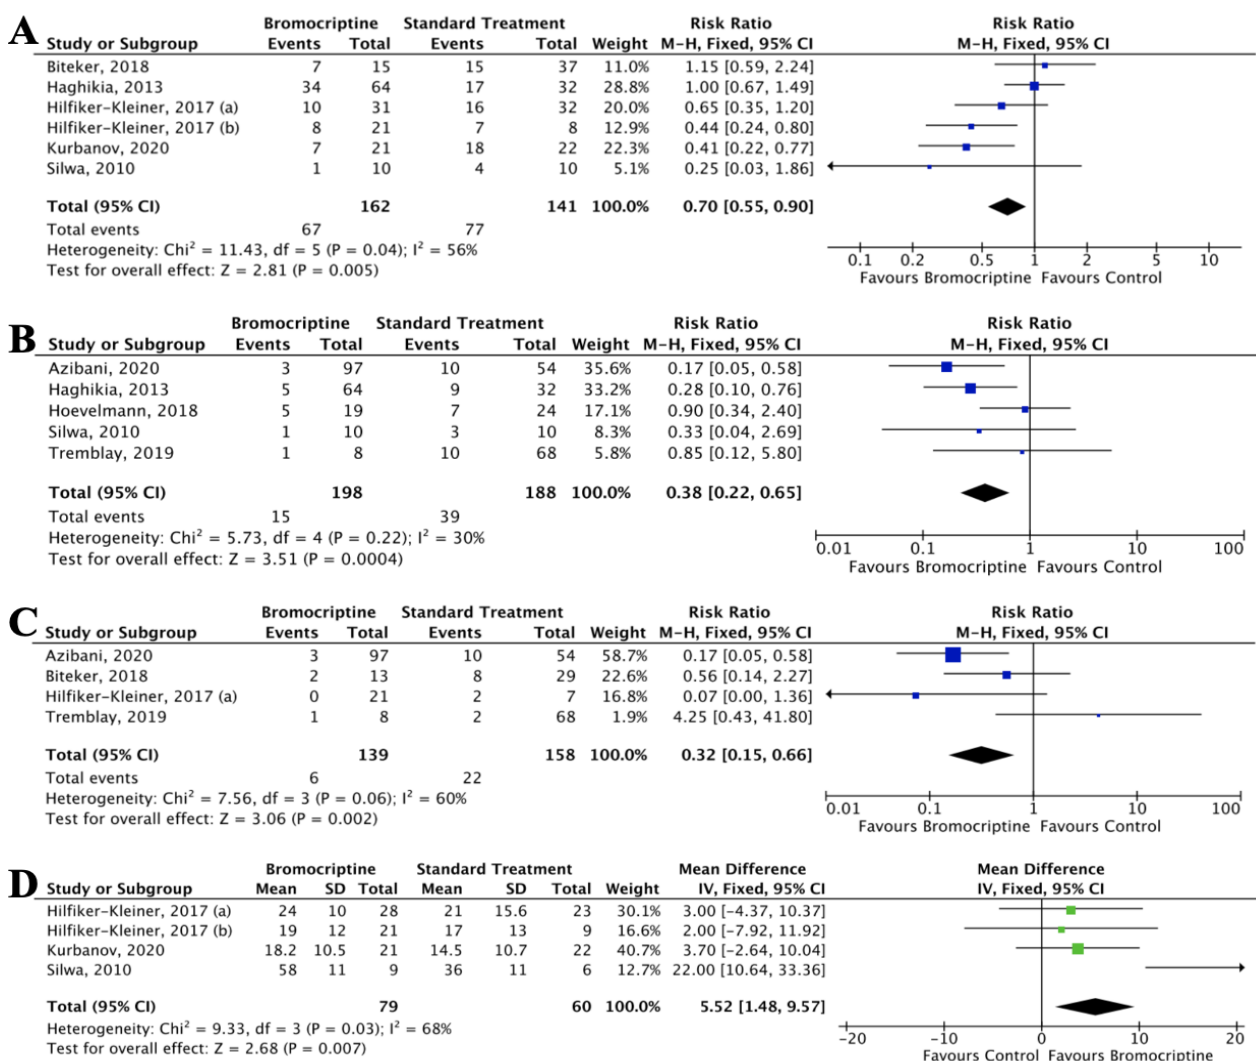 A
Bromocriptine Standard Treatment Risk Ratio Risk Ratio
Study or Subgroup Events Total Events Total Weight M-H, Fixed, 95% CI M-H, Fixed, 95% CI
Biteker, 2018 7 15 15 37 11.0% 1.15 [0.59, 2.24]
Haghikia, 2013 34 64 17 32 28.8% 1.00 [0.67, 1.49]
Hilfiker-Kleiner, 2017 (a) 10 31 16 32 20.0% 0.65 [0.35, 1.20]
Hilfiker-Kleiner, 2017 (b) 8 21 7 8 12.9% 0.44 [0.24, 0.80]
Kurbanov, 2020 7 21 18 22 22.3% 0.41 [0.22, 0.77]
Silwa, 2010 1 10 4 10 5.1% 0.25 [0.03, 1.86]
Total (95% CI) 162 141 100.0% 0.70 [0.55, 0.90]
Total events 67 77
Heterogeneity: Chi² = 11.43, df = 5 (P = 0.04); I² = 56%
Test for overall effect: Z = 2.81 (P = 0.005)
0.1 0.2 0.5 1 2 5 10
Favours Bromocriptine Favours Control
B
Bromocriptine Standard Treatment Risk Ratio Risk Ratio
Study or Subgroup Events Total Events Total Weight M-H, Fixed, 95% CI M-H, Fixed, 95% CI
Azibani, 2020 3 97 10 54 35.6% 0.17 [0.05, 0.58]
Haghikia, 2013 5 64 9 32 33.2% 0.28 [0.10, 0.76]
Hoevelmann, 2018 5 19 7 24 17.1% 0.90 [0.34, 2.40]
Silwa, 2010 1 10 3 10 8.3% 0.33 [0.04, 2.69]
Tremblay, 2019 1 8 10 68 5.8% 0.85 [0.12, 5.80]
Total (95% CI) 198 188 100.0% 0.38 [0.22, 0.65]
Total events 15 39
Heterogeneity: Chi² = 5.73, df = 4 (P = 0.22); I² = 30%
Test for overall effect: Z = 3.51 (P = 0.0004)
0.01 0.1 1 10 100
Favours Bromocriptine Favours Control
C
Bromocriptine Standard Treatment Risk Ratio Risk Ratio
Study or Subgroup Events Total Events Total Weight M-H, Fixed, 95% CI M-H, Fixed, 95% CI
Azibani, 2020 3 97 10 54 58.7% 0.17 [0.05, 0.58]
Biteker, 2018 2 13 8 29 22.6% 0.56 [0.14, 2.27]
Hilfiker-Kleiner, 2017 (a) 0 21 2 7 16.8% 0.07 [0.00, 1.36]
Tremblay, 2019 1 8 2 68 1.9% 4.25 [0.43, 41.80]
Total (95% CI) 139 158 100.0% 0.32 [0.15, 0.66]
Total events 6 22
Heterogeneity: Chi² = 7.56, df = 3 (P = 0.06); I² = 60%
Test for overall effect: Z = 3.06 (P = 0.002)
0.01 0.1 1 10 100
Favours Bromocriptine Favours Control
D
Bromocriptine Standard Treatment Mean Difference Mean Difference
Study or Subgroup Mean SD Total Mean SD Total Weight IV, Fixed, 95% CI IV, Fixed, 95% CI
Hilfiker-Kleiner, 2017 (a) 24 10 28 21 15.6 23 30.1% 3.00 [-4.37, 10.37]
Hilfiker-Kleiner, 2017 (b) 19 12 21 17 13 9 16.6% 2.00 [-7.92, 11.92]
Kurbanov, 2020 18.2 10.5 21 14.5 10.7 22 40.7% 3.70 [-2.64, 10.04]
Silwa, 2010 58 11 9 36 11 6 12.7% 22.00 [10.64, 33.36]
Total (95% CI) 79 60 100.0% 5.52 [1.48, 9.57]
Heterogeneity: Chi² = 9.33, df = 3 (P = 0.03); I² = 68%
Test for overall effect: Z = 2.68 (P = 0.007)
-20 -10 0 10 20
Favours Control Favours Bromocriptine